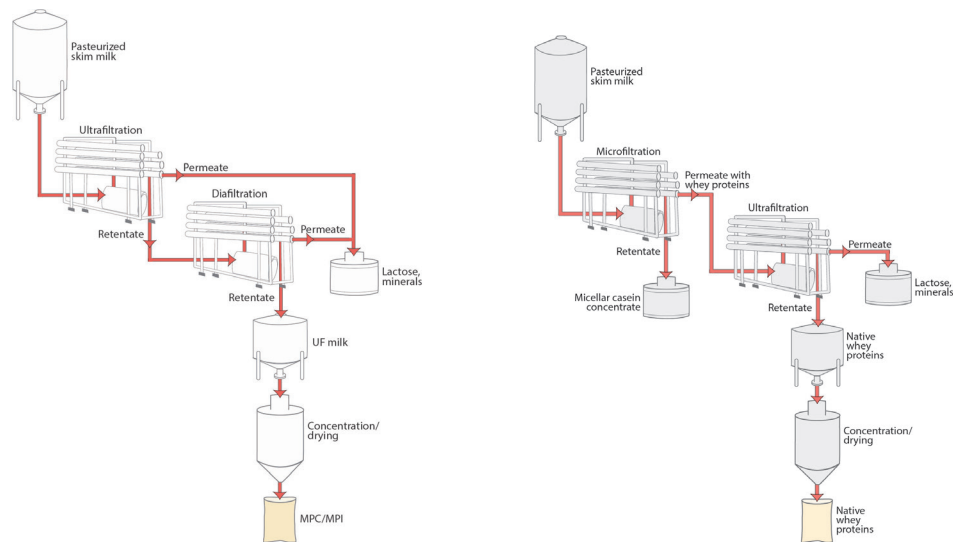 Pasteurized
skim milk
Ultrafiltration
Permeate
Diafiltration
Retentate
Permeate
Lactose,
minerals
Retentate
UF milk
Concentration/
drying
MPC/MPI
Pasteurized
skim milk
Microfiltration
Permeate with
whey proteins
Ultrafiltration
Retentate
Permeate
Micellar casein
concentrate
Lactose,
minerals
Retentate
Native
whey
proteins
Concentration/
drying
Native
whey
proteins